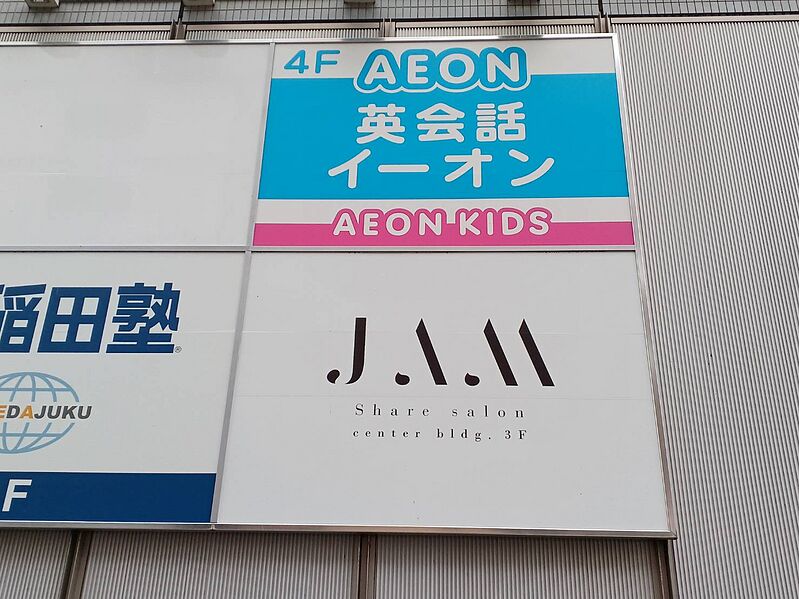 4F AEON
英会話
イーオン
AEON KIDS
稲田塾
EDAJUKU
F
JAM
Share salon
center bldg. 3F